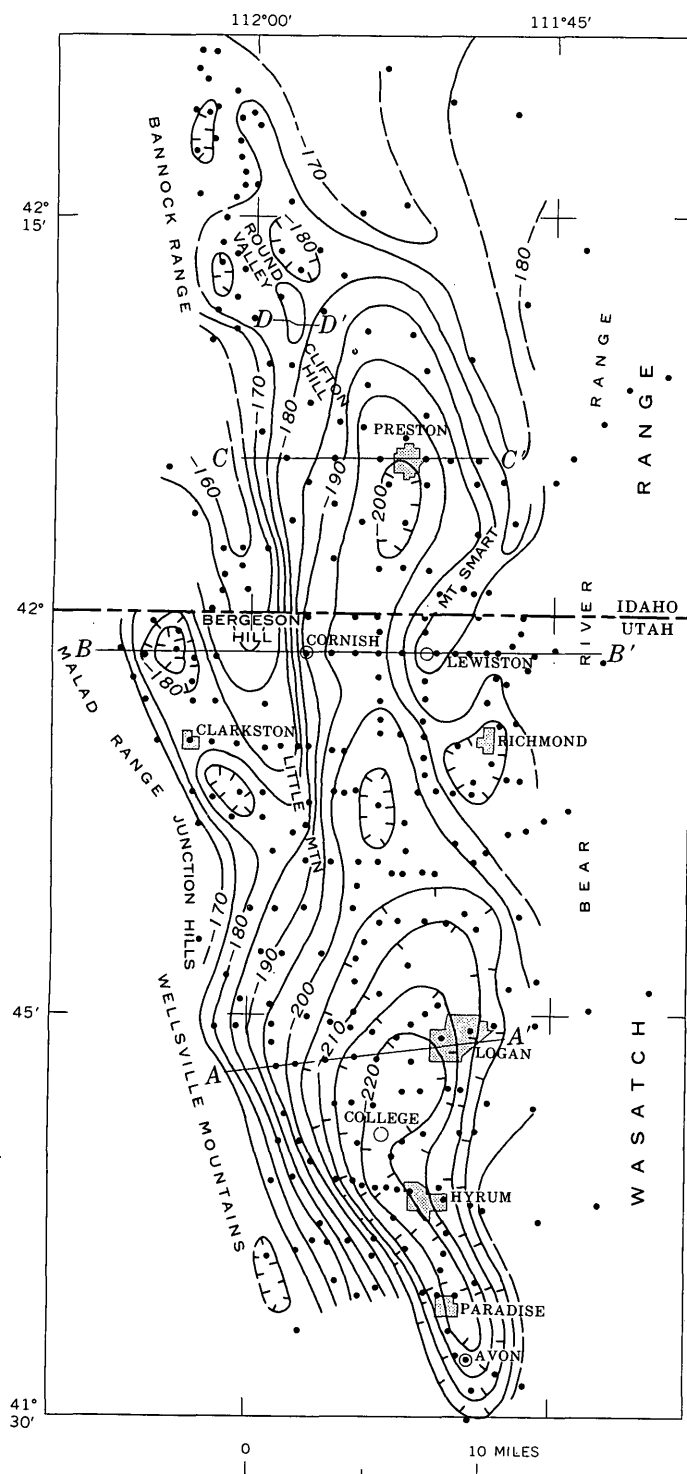 112°00'
111°45'
BANNOCK RANGE
-170
42°
15'
-180
ROUND
VALLEY
-180
D D'
CLIFTON
HILL
RANGE
RANGE
-170
-180
PRESTON
C C'
-190
-160
-200
MT SMART
42°
IDAHO
UTAH
BERGESON
HILL
CORNISH
RIVER
B B'
LEWISTON
-180
MALAD RANGE
CLARKSTON
RICHMOND
LITTLE
MTN
JUNCTION HILLS
BEAR
-170
-180
-190
-200
45'
WELLSVILLE MOUNTAINS
-210
A A'
LOGAN
WASATCH
-220
COLLEGE
HYRUM
PARADISE
AVON
41°
30'
0 10 MILES